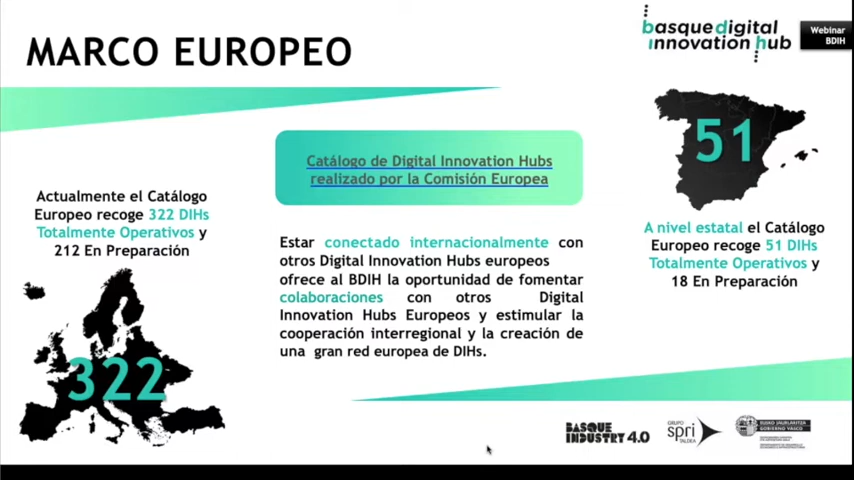 MARCO EUROPEO
basque digital
innovation hub
Webinar
BDIH
Catálogo de Digital Innovation Hubs
realizado por la Comisión Europea
51
Actualmente el Catálogo
Europeo recoge 322 DIHs
Totalmente Operativos y
212 En Preparación
322
Estar conectado internacionalmente con
otros Digital Innovation Hubs europeos
ofrece al BDIH la oportunidad de fomentar
colaboraciones con otros Digital
Innovation Hubs Europeos y estimular la
cooperación interregional y la creación de
una gran red europea de DIHs.
A nivel estatal el Catálogo
Europeo recoge 51 DIHs
Totalmente Operativos y
18 En Preparación
BASQUE
INDUSTRY 4.0
GRUPO
spri
TALDEA
EUSKO JAURLARITZA
GOBIERNO VASCO